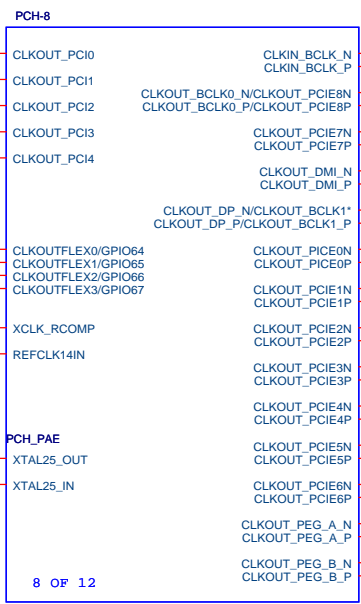 PCH-8
CLKOUT_PCI0
CLKOUT_PCI1
CLKOUT_PCI2
CLKOUT_PCI3
CLKOUT_PCI4
CLKOUTFLEX0/GPIO64
CLKOUTFLEX1/GPIO65
CLKOUTFLEX2/GPIO66
CLKOUTFLEX3/GPIO67
XCLK_RCOMP
REFCLK14IN
PCH_PAE
XTAL25_OUT
XTAL25_IN
8 OF 12
CLKIN_BCLK_N
CLKIN_BCLK_P
CLKOUT_BCLK0_N/CLKOUT_PCIE8N
CLKOUT_BCLK0_P/CLKOUT_PCIE8P
CLKOUT_PCIE7N
CLKOUT_PCIE7P
CLKOUT_DMI_N
CLKOUT_DMI_P
CLKOUT_DP_N/CLKOUT_BCLK1*
CLKOUT_DP_P/CLKOUT_BCLK1_P
CLKOUT_PICE0N
CLKOUT_PCIE0P
CLKOUT_PCIE1N
CLKOUT_PCIE1P
CLKOUT_PCIE2N
CLKOUT_PCIE2P
CLKOUT_PCIE3N
CLKOUT_PCIE3P
CLKOUT_PCIE4N
CLKOUT_PCIE4P
CLKOUT_PCIE5N
CLKOUT_PCIE5P
CLKOUT_PCIE6N
CLKOUT_PCIE6P
CLKOUT_PEG_A_N
CLKOUT_PEG_A_P
CLKOUT_PEG_B_N
CLKOUT_PEG_B_P